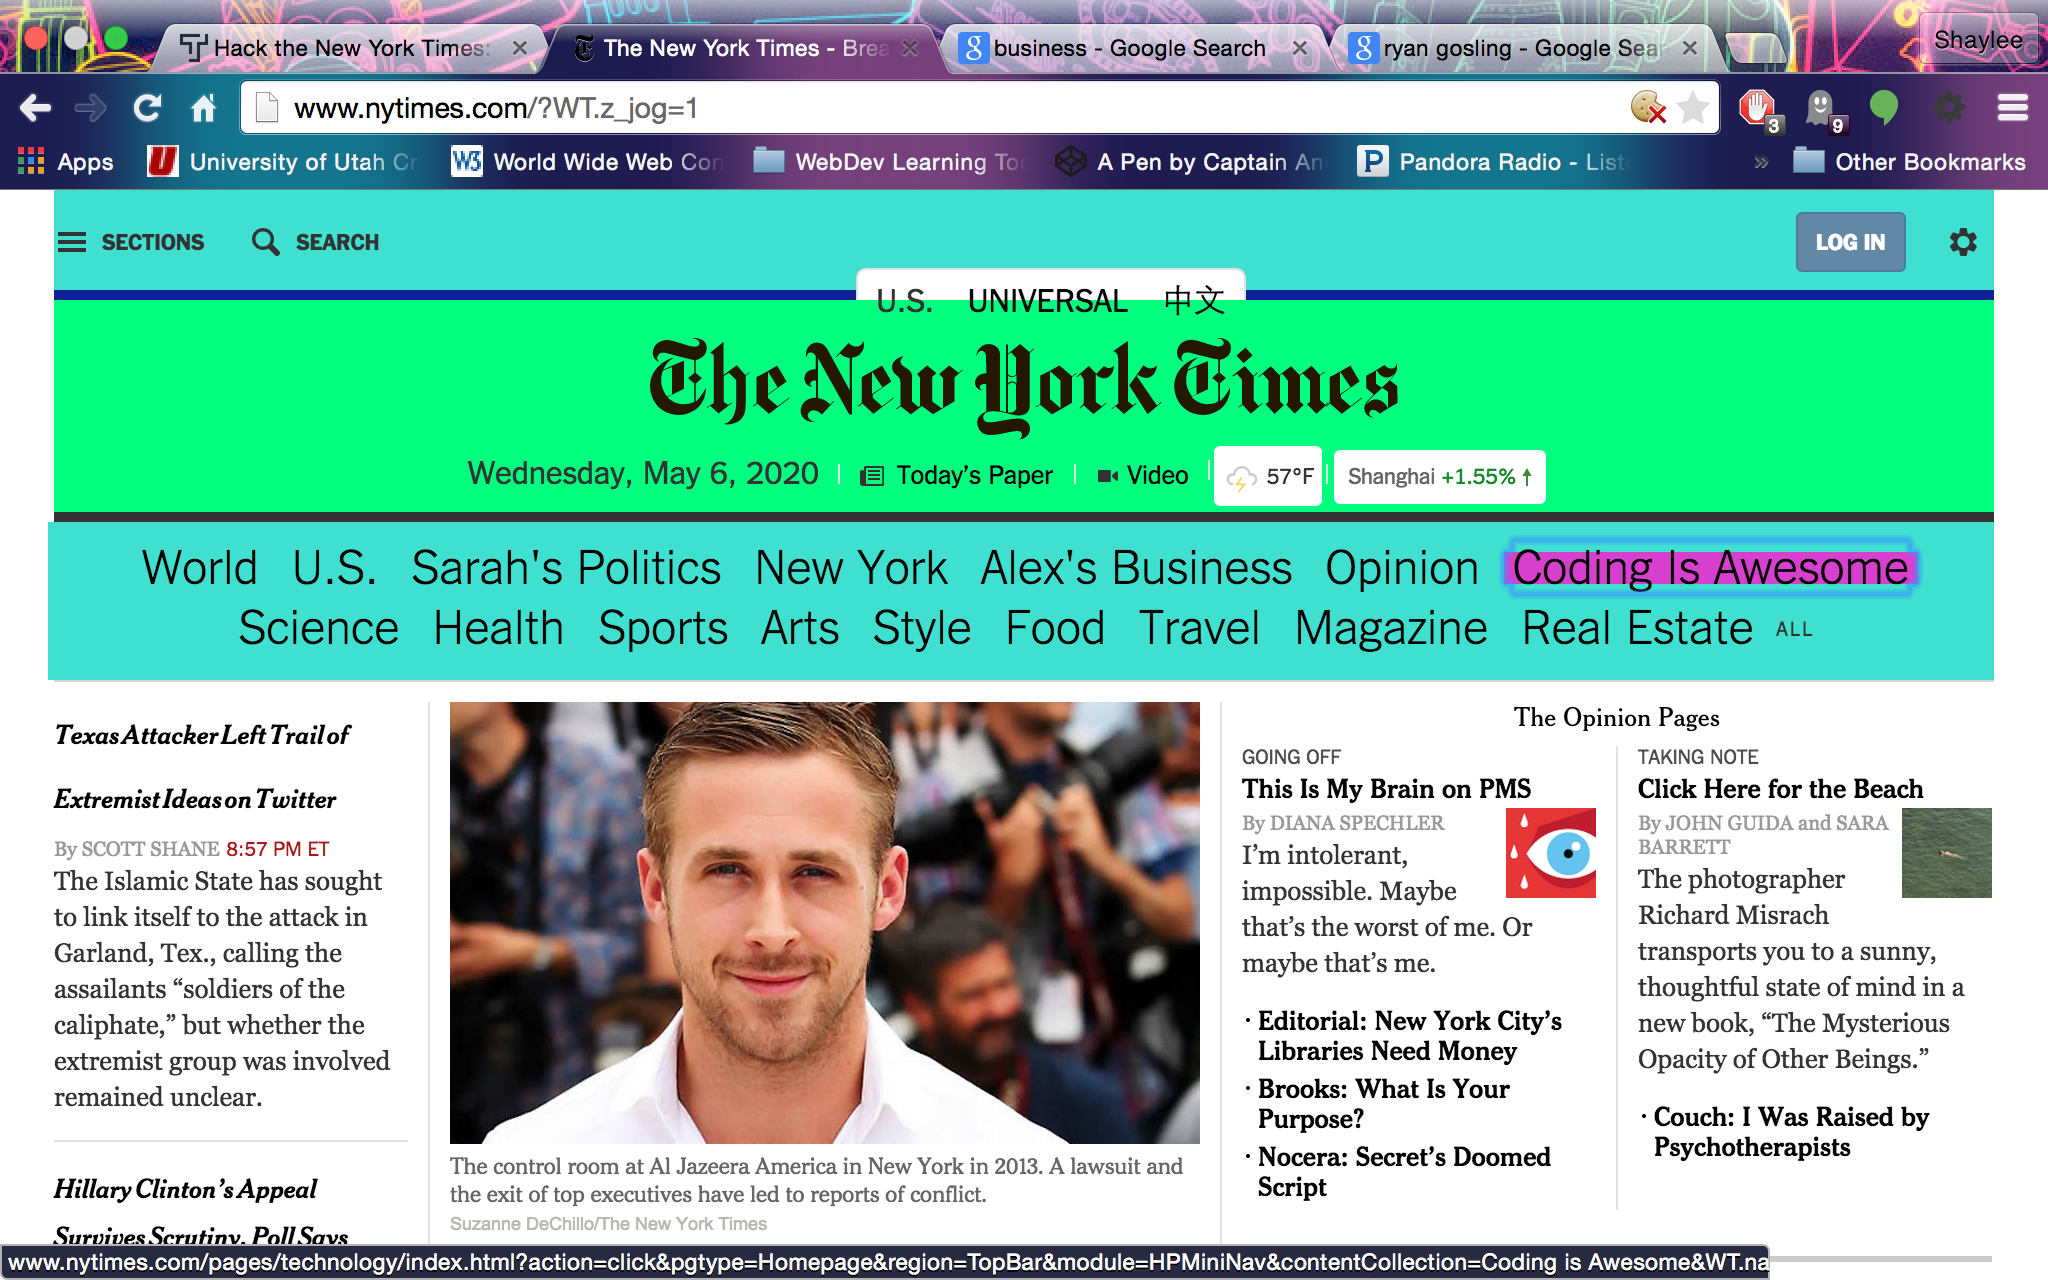 Hack the New York Times:
The New York Times - Brea
business - Google Search
ryan gosling - Google Sear
Shaylee
www.nytimes.com/?WT.z_jog=1
3
9
Apps
University of Utah Cr
W3
World Wide Web Con
WebDev Learning Too
A Pen by Captain An
Pandora Radio - List
»
Other Bookmarks
SECTIONS
SEARCH
LOG IN
U.S. UNIVERSAL 中文
The New York Times
Wednesday, May 6, 2020
Today’s Paper
Video
57°F
Shanghai +1.55% ↑
World U.S. Sarah's Politics New York Alex's Business Opinion Coding Is Awesome
Science Health Sports Arts Style Food Travel Magazine Real Estate ALL
Texas Attacker Left Trail of
Extremist Ideas on Twitter
By SCOTT SHANE 8:57 PM ET
The Islamic State has sought
to link itself to the attack in
Garland, Tex., calling the
assailants “soldiers of the
caliphate,” but whether the
extremist group was involved
remained unclear.
Hillary Clinton’s Appeal
Survives Scrutiny, Poll Says
The control room at Al Jazeera America in New York in 2013. A lawsuit and
the exit of top executives have led to reports of conflict.
Suzanne DeChillo/The New York Times
The Opinion Pages
GOING OFF
This Is My Brain on PMS
By DIANA SPECHLER
I’m intolerant,
impossible. Maybe
that’s the worst of me. Or
maybe that’s me.
· Editorial: New York City’s
Libraries Need Money
· Brooks: What Is Your
Purpose?
· Nocera: Secret’s Doomed
Script
TAKING NOTE
Click Here for the Beach
By JOHN GUIDA and SARA
BARRETT
The photographer
Richard Misrach
transports you to a sunny,
thoughtful state of mind in a
new book, “The Mysterious
Opacity of Other Beings.”
· Couch: I Was Raised by
Psychotherapists
www.nytimes.com/pages/technology/index.html?action=click&pgtype=Homepage&region=TopBar&module=HPMiniNav&contentCollection=Coding is Awesome&WT.na